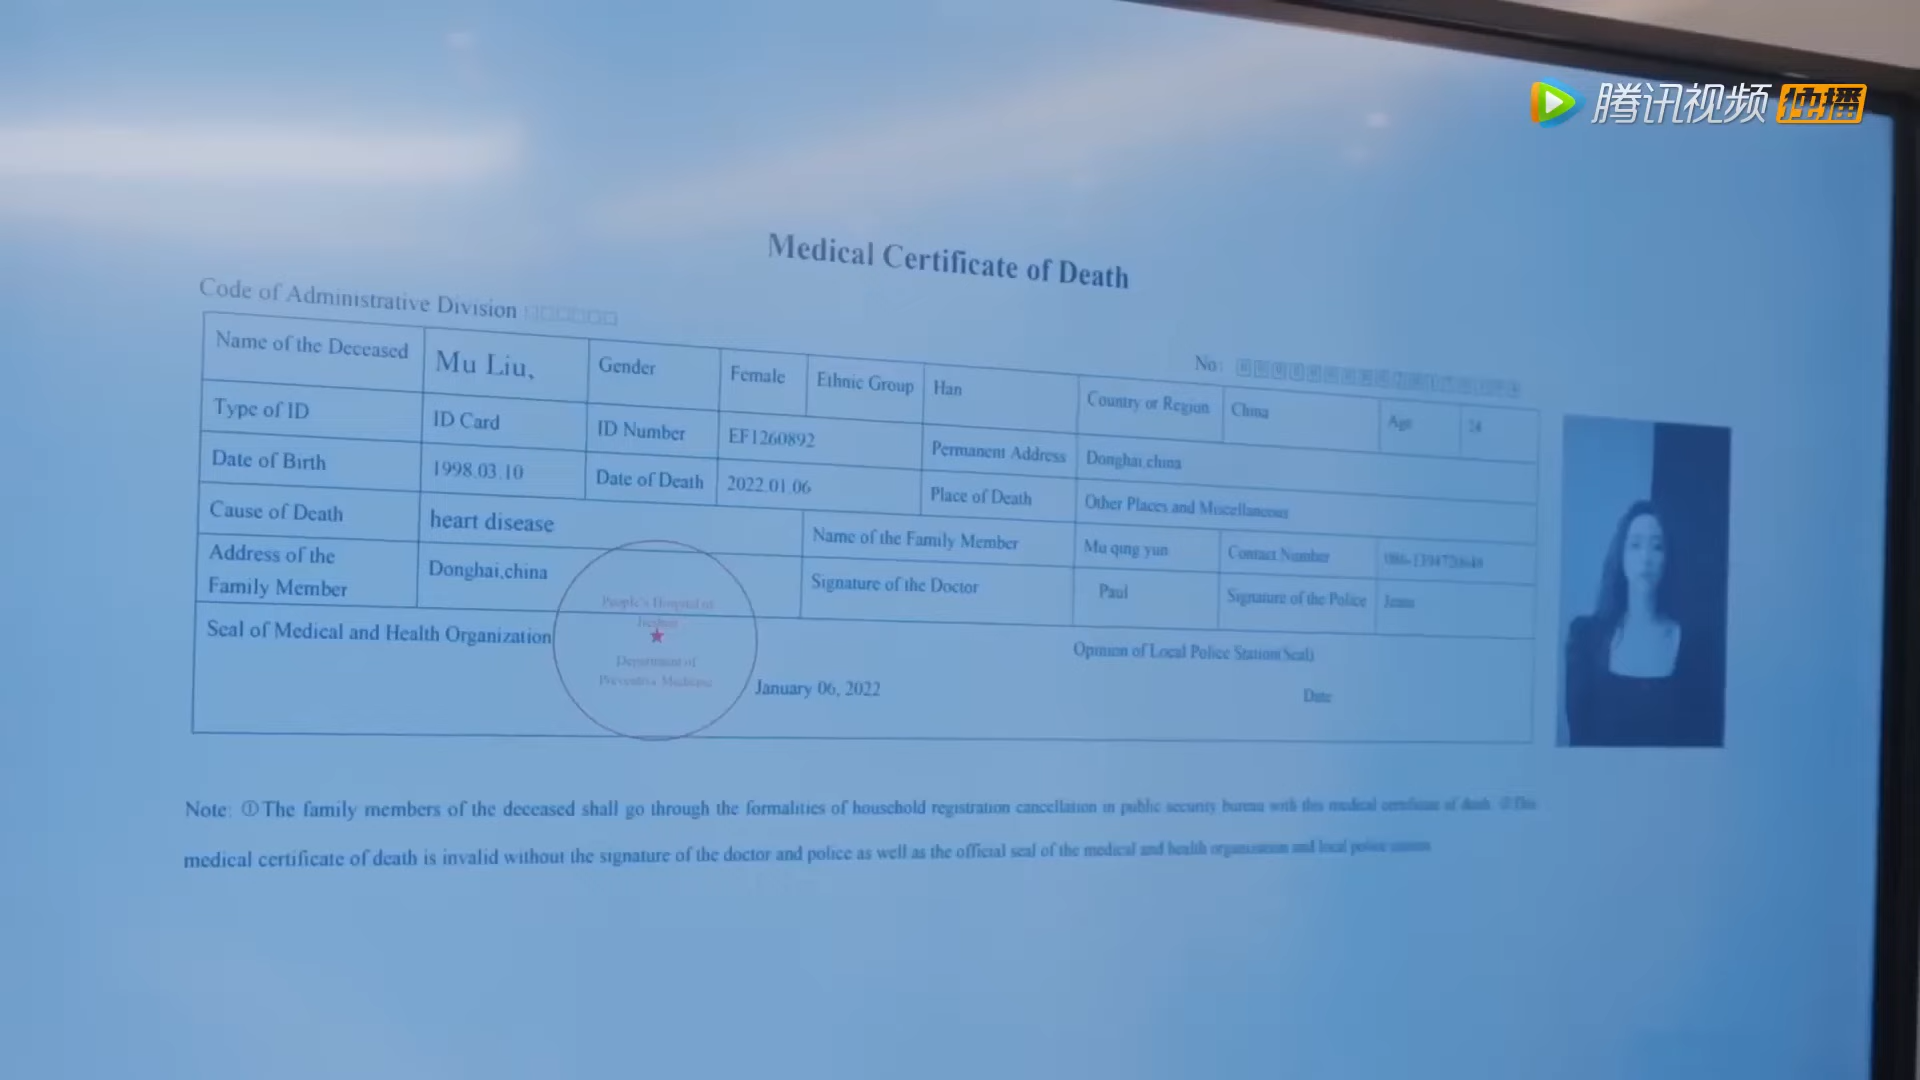 腾讯视频 独播
Medical Certificate of Death
Code of Administrative Division
No:
Name of the Deceased Mu Liu、 Gender Female Ethnic Group Han Country or Region China Age 24
Type of ID ID Card ID Number EF1260892 Permanent Address Donghai,china
Date of Birth 1998.03.10 Date of Death 2022.01.06 Place of Death Other Places and Miscellaneous
Cause of Death heart disease Name of the Family Member Mu qing yun Contact Number
Address of the
Family Member Donghai,china Signature of the Doctor Paul Signature of the Police
Seal of Medical and Health Organization
People's Hospital of
Department of
Preventive Medicine
January 06, 2022
Opinion of Local Police Station(Seal)
Date
Note: ①The family members of the deceased shall go through the formalities of household registration cancellation in public security bureau with this medical certificate of death. ②This
medical certificate of death is invalid without the signature of the doctor and police as well as the official seal of the medical and health organization and local police station